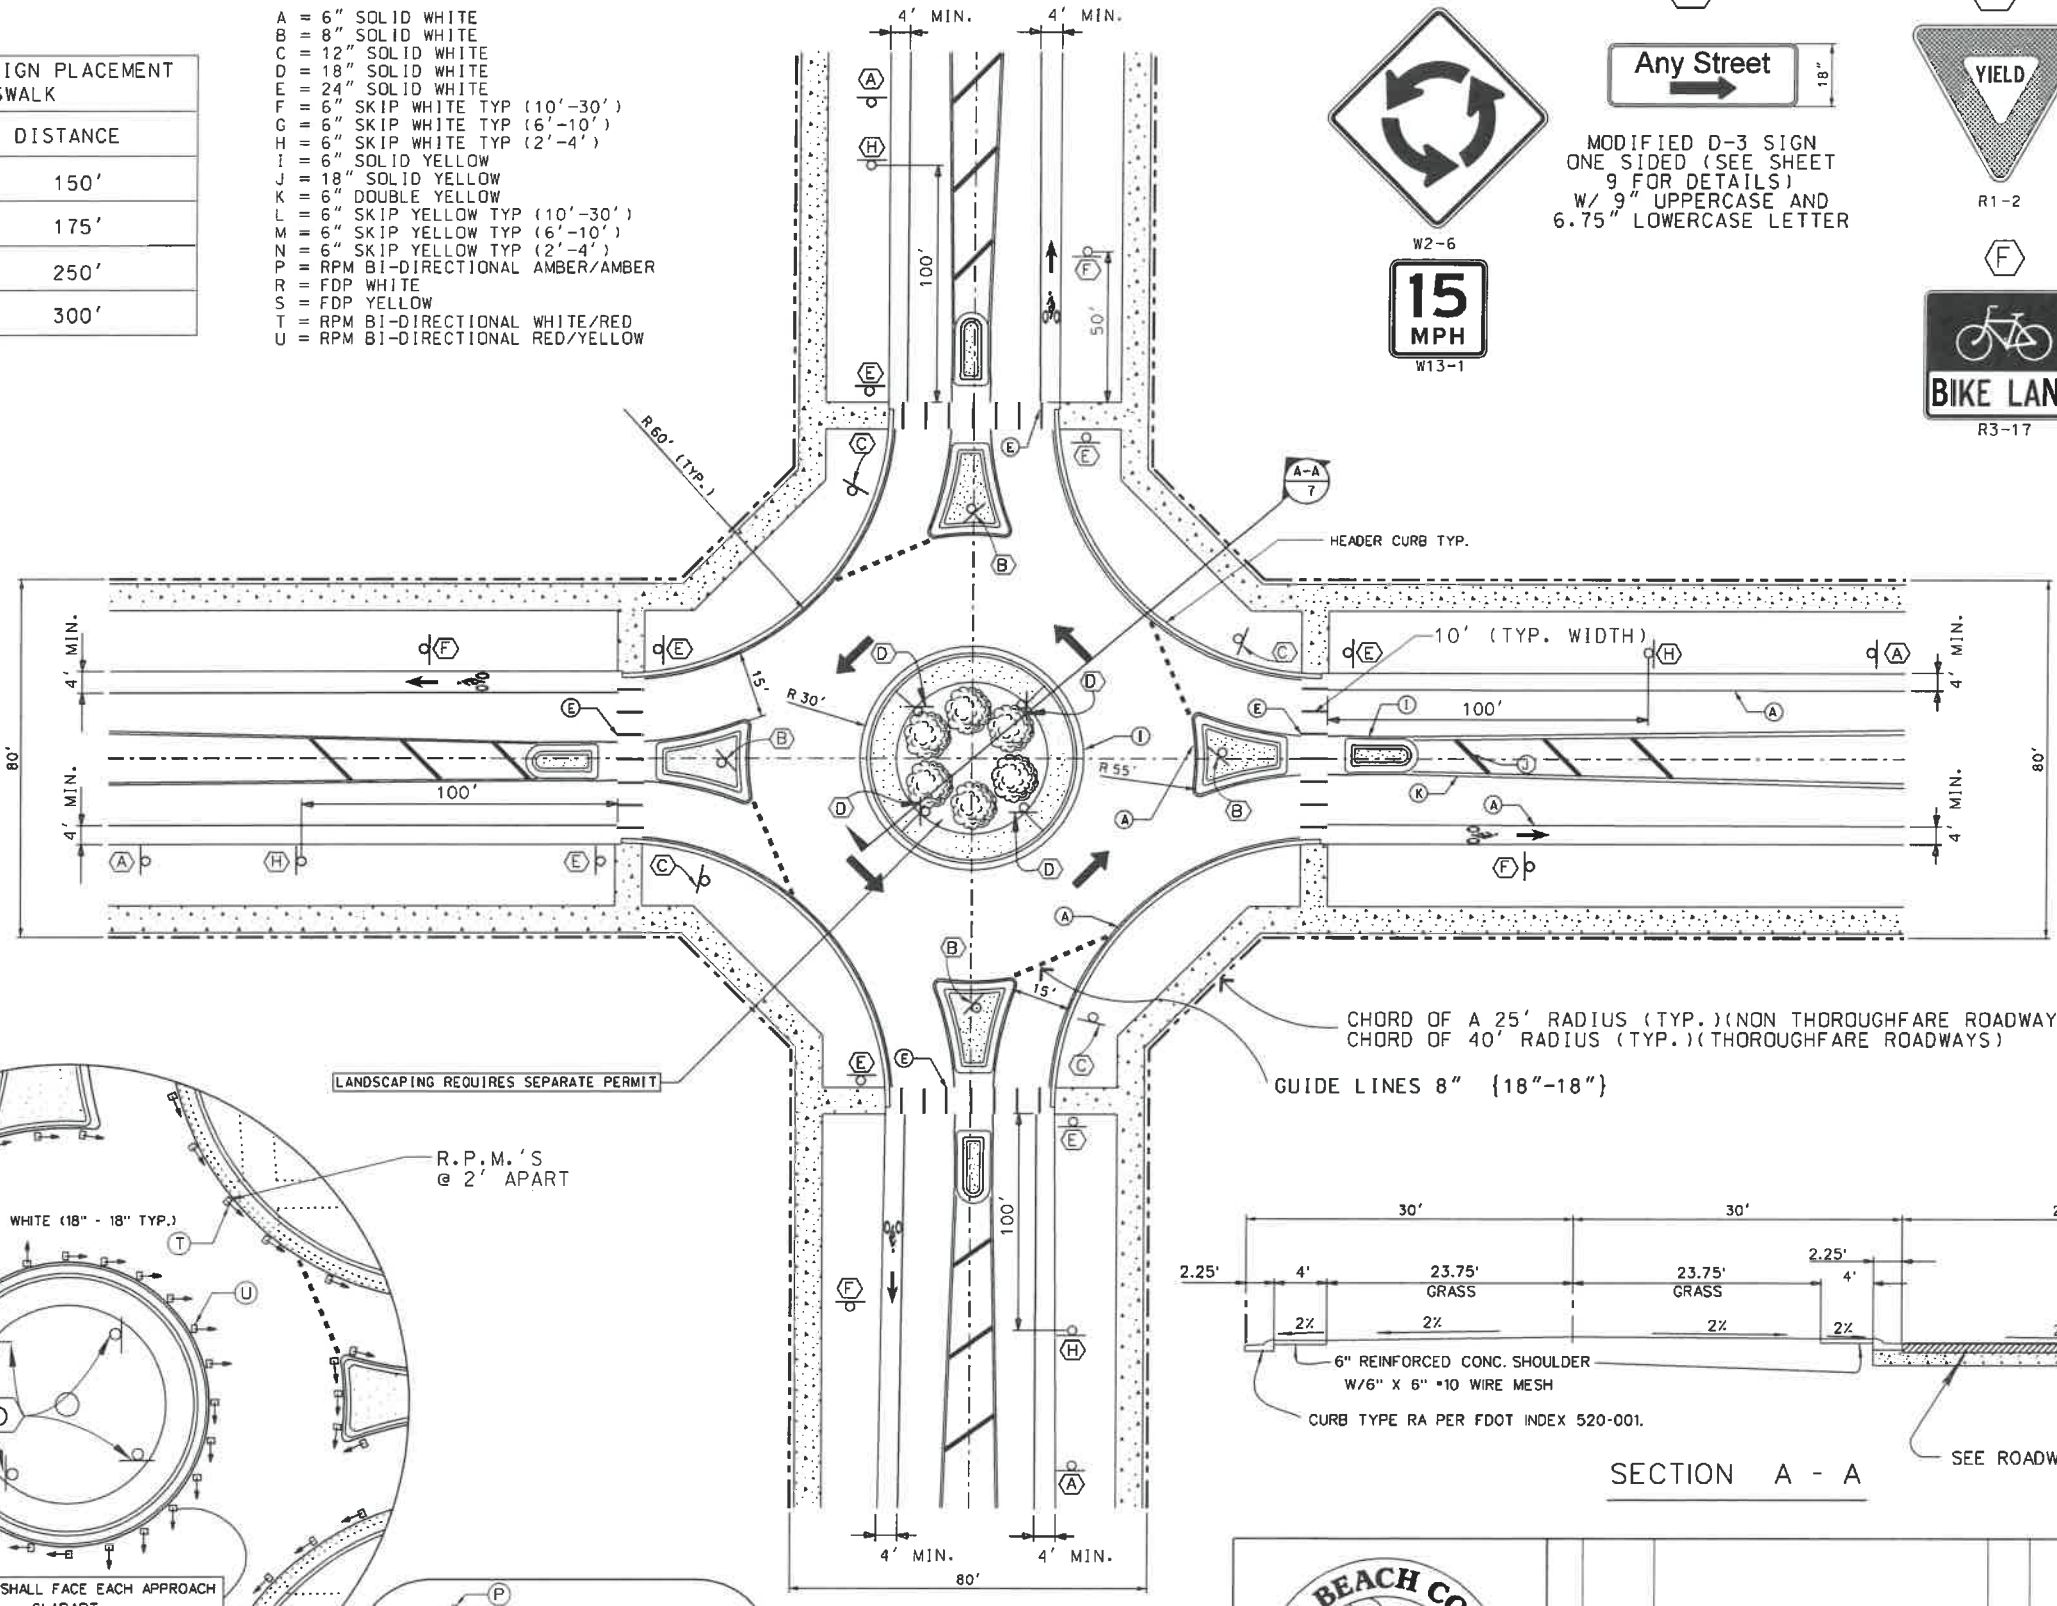 IGN PLACEMENT
SWALK
DISTANCE
150'
175'
250'
300'
A = 6" SOLID WHITE
B = 8" SOLID WHITE
C = 12" SOLID WHITE
D = 18" SOLID WHITE
E = 24" SOLID WHITE
F = 6" SKIP WHITE TYP (10'-30')
G = 6" SKIP WHITE TYP (6'-10')
H = 6" SKIP WHITE TYP (2'-4')
I = 6" SOLID YELLOW
J = 18" SOLID YELLOW
K = 6" DOUBLE YELLOW
L = 6" SKIP YELLOW TYP (10'-30')
M = 6" SKIP YELLOW TYP (6'-10')
N = 6" SKIP YELLOW TYP (2'-4')
P = RPM BI-DIRECTIONAL AMBER/AMBER
R = FDP WHITE
S = FDP YELLOW
T = RPM BI-DIRECTIONAL WHITE/RED
U = RPM BI-DIRECTIONAL RED/YELLOW
4' MIN.
4' MIN.
A
H
100'
E
C
F
50'
E
E
B
R 60' (TYP.)
W2-6
15
MPH
W13-1
Any Street
18"
MODIFIED D-3 SIGN
ONE SIDED (SEE SHEET
9 FOR DETAILS)
W/ 9" UPPERCASE AND
6.75" LOWERCASE LETTER
YIELD
R1-2
F
BIKE LAN
R3-17
A-A
7
HEADER CURB TYP.
80'
4' MIN.
4' MIN.
F
E
E
15'
R 30'
D
D
B
100'
A
H
E
C
D
D
I
R 55'
A
B
C
E
E
10' (TYP. WIDTH)
H
A
I
100'
A
J
K
A
F
4' MIN.
4' MIN.
80'
A
B
15'
C
E
E
E
LANDSCAPING REQUIRES SEPARATE PERMIT
CHORD OF A 25' RADIUS (TYP.)(NON THOROUGHFARE ROADWAY
CHORD OF 40' RADIUS (TYP.)(THOROUGHFARE ROADWAYS)
GUIDE LINES 8" {18"-18"}
R.P.M.'S
@ 2' APART
WHITE (18" - 18" TYP.)
T
U
SHALL FACE EACH APPROACH
P
F
100'
H
A
4' MIN.
4' MIN.
80'
30'
30'
2.25'
4'
23.75'
GRASS
23.75'
GRASS
2.25'
4'
2%
2%
2%
2%
6" REINFORCED CONC. SHOULDER
W/6" X 6" #10 WIRE MESH
CURB TYPE RA PER FDOT INDEX 520-001.
SEE ROADW
SECTION A - A
BEACH CO